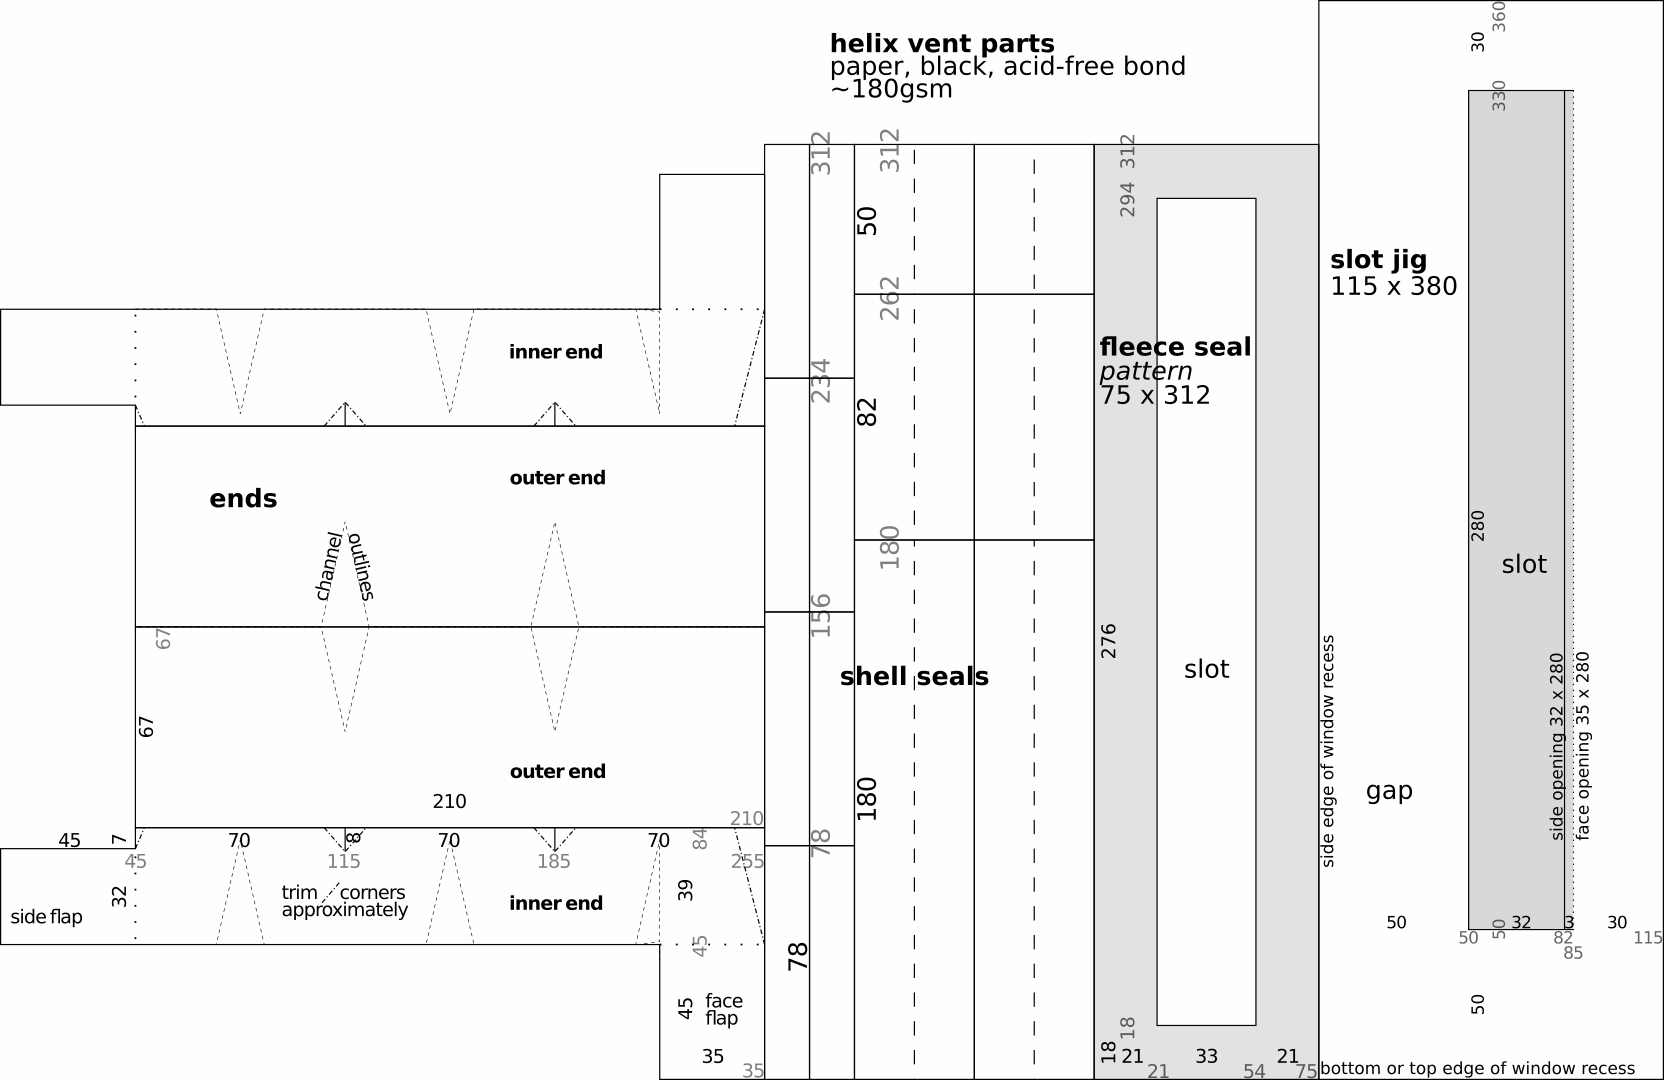 helix vent parts
paper, black, acid-free bond
~180gsm
inner end
outer end
ends
channel
outlines
67
67
outer end
210
210
45
7
70
8
70
70
84
45
115
185
255
32
trim corners
approximately
side flap
inner end
39
45
45
face
flap
35
35
312
312
50
262
234
82
180
156
shell seals
180
78
78
312
294
fleece seal
pattern
75 x 312
276
slot
18
18
21
33
21
21
54
75
360
30
330
slot jig
115 x 380
280
slot
side edge of window recess
gap
side opening 32 x 280
face opening 35 x 280
50
50
32
3
30
50
82
115
85
50
bottom or top edge of window recess